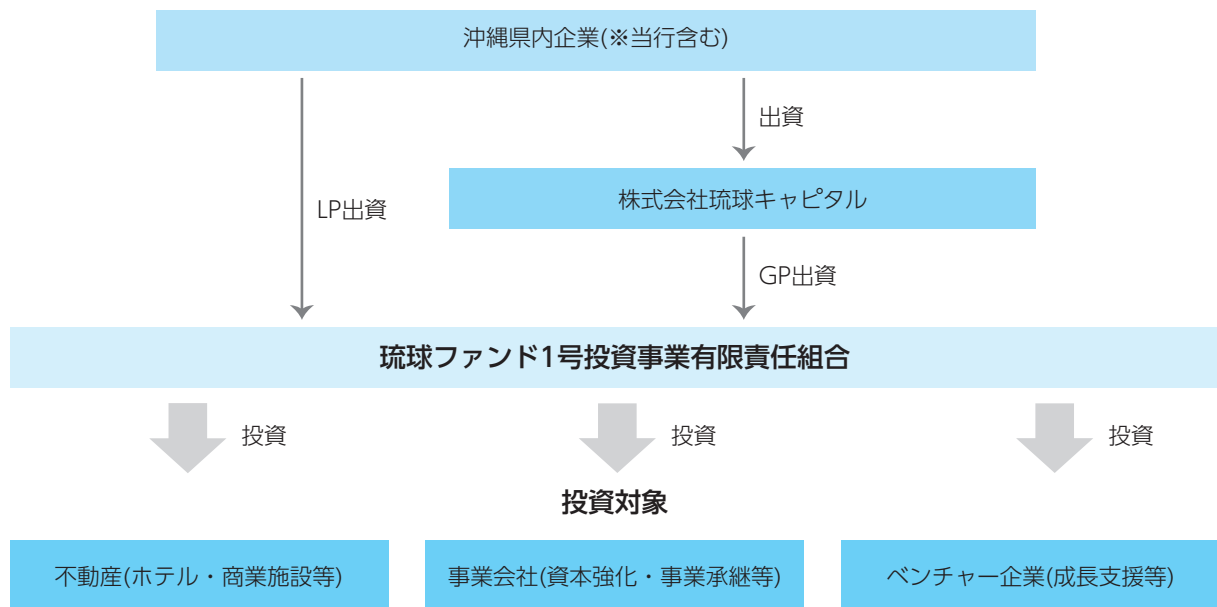 沖縄県内企業(※当行含む)
出資
株式会社琉球キャピタル
LP出資
GP出資
琉球ファンド1号投資事業有限責任組合
投資
投資
投資
投資対象
不動産(ホテル・商業施設等)
事業会社(資本強化・事業承継等)
ベンチャー企業(成長支援等)